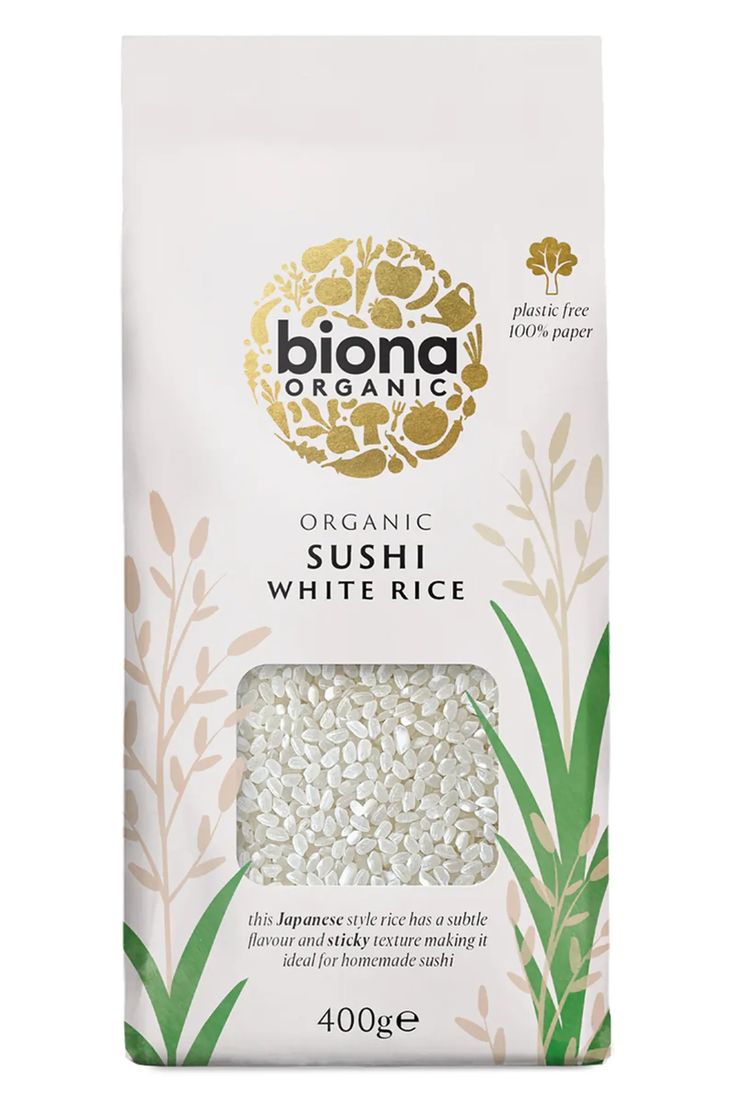 biona
ORGANIC
plastic free
100% paper
ORGANIC
SUSHI
WHITE RICE
this Japanese style rice has a subtle
flavour and sticky texture making it
ideal for homemade sushi
400g℮